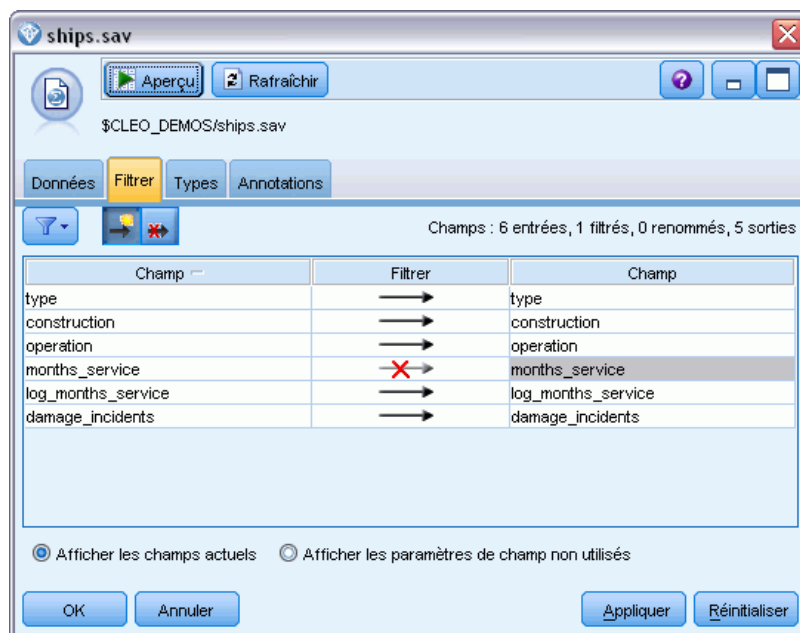 ships.sav
Aperçu Rafraîchir
$CLEO_DEMOS/ships.sav
Données Filtrer Types Annotations
Champs : 6 entrées, 1 filtrés, 0 renommés, 5 sorties
Champ Filtrer Champ
type type
construction construction
operation operation
months_service months_service
log_months_service log_months_service
damage_incidents damage_incidents
Afficher les champs actuels Afficher les paramètres de champ non utilisés
OK Annuler Appliquer Réinitialiser